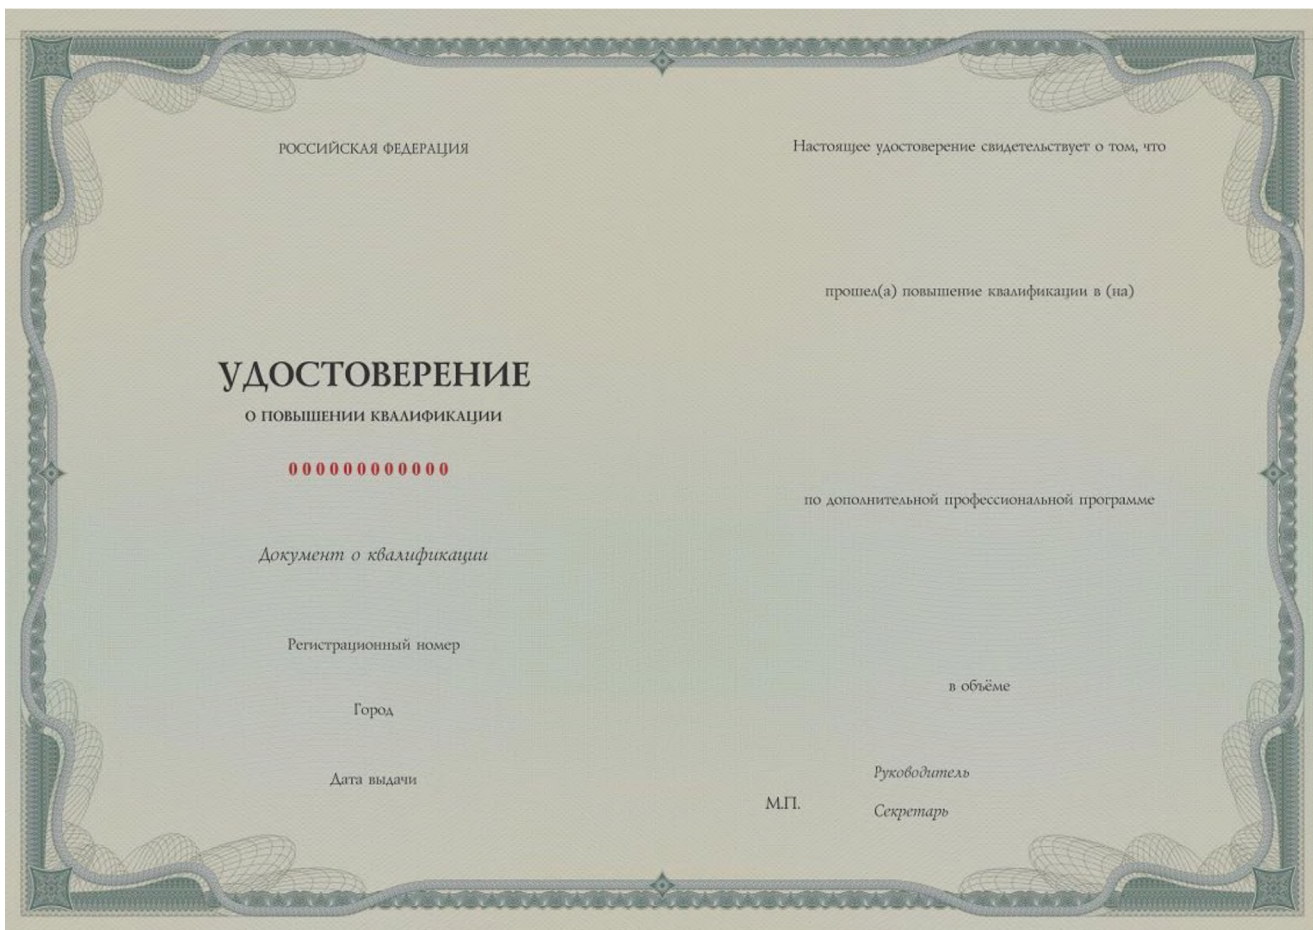 РОССИЙСКАЯ ФЕДЕРАЦИЯ
УДОСТОВЕРЕНИЕ
О ПОВЫШЕНИИ КВАЛИФИКАЦИИ
000000000000
Документ о квалификации
Регистрационный номер
Город
Дата выдачи
Настоящее удостоверение свидетельствует о том, что
прошел(а) повышение квалификации в (на)
по дополнительной профессиональной программе
в объёме
Руководитель
М.П.
Секретарь